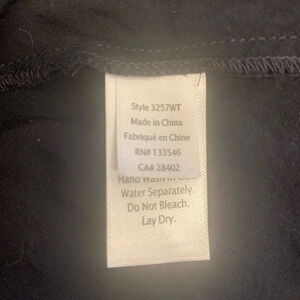 Style 3257WT
Made in China
Fabriqué en Chine
RN# 133546
CA# 28402
Hand Wash in
Water Separately.
Do Not Bleach.
Lay Dry.